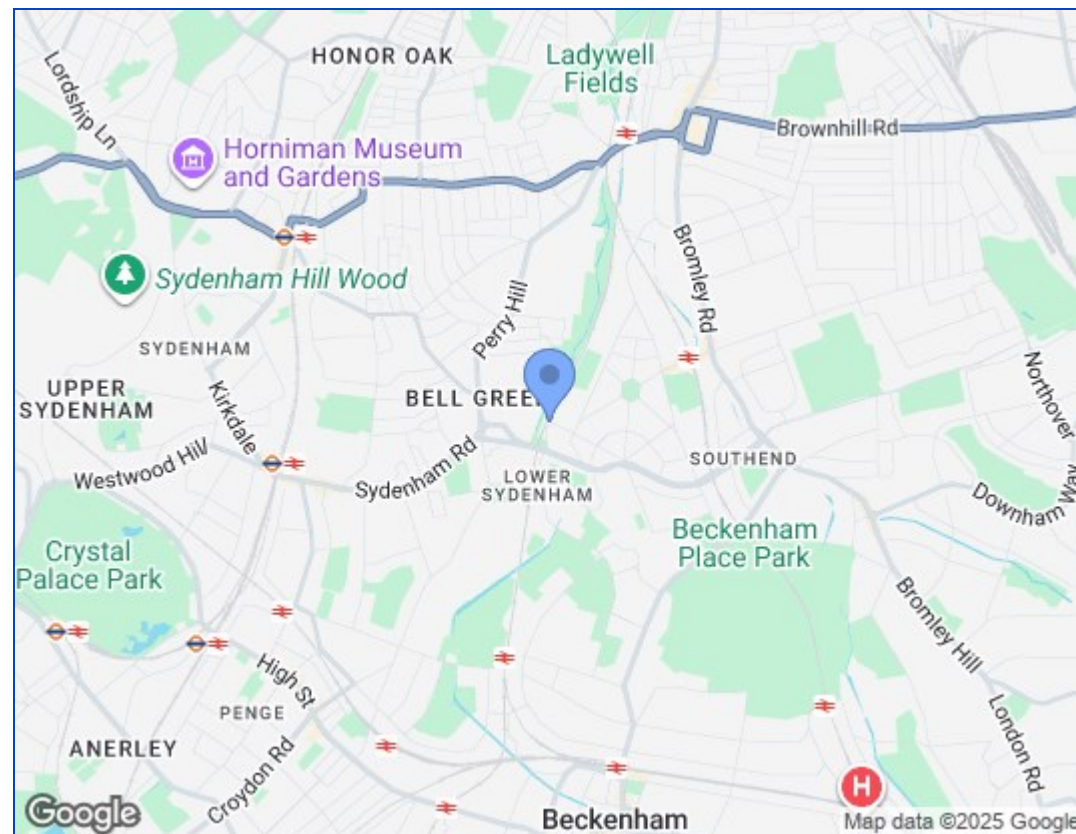 HONOR OAK
Ladywell
Fields
Lordship Ln
Brownhill Rd
Horniman Museum
and Gardens
Bromley Rd
Sydenham Hill Wood
Perry Hill
SYDENHAM
UPPER
SYDENHAM
Kirkdale
BELL GREE
Northover
Westwood Hill
Sydenham Rd
LOWER
SYDENHAM
SOUTHEND
Downham Way
Crystal
Palace Park
Beckenham
Place Park
Bromley Hill
High St
PENGE
London Rd
ANERLEY
Croydon Rd
H
Google
Beckenham
Map data ©2025 Google